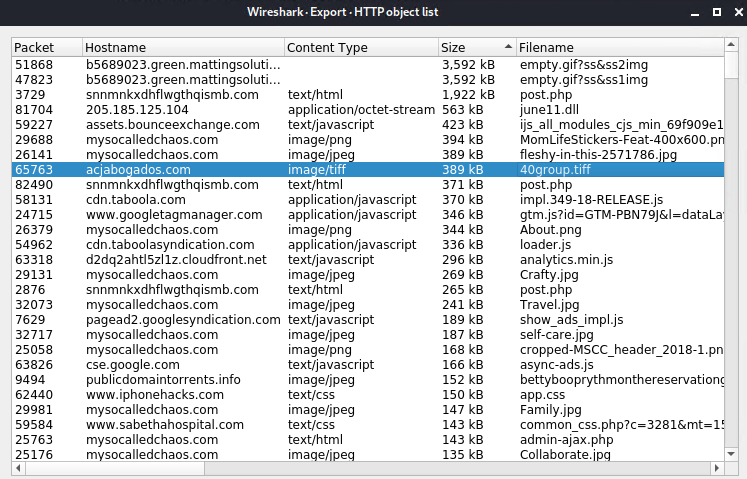 Wireshark · Export · HTTP object list
Packet Hostname Content Type Size Filename
51868 b5689023.green.mattingsoluti... 3,592 kB empty.gif?ss&ss2img
47823 b5689023.green.mattingsoluti... 3,592 kB empty.gif?ss&ss1img
3729 snnmnkxdhflwgthqismb.com text/html 1,922 kB post.php
81704 205.185.125.104 application/octet-stream 563 kB june11.dll
59227 assets.bounceexchange.com text/javascript 423 kB ijs_all_modules_cjs_min_69f909e1
29688 mysocalledchaos.com image/png 394 kB MomLifeStickers-Feat-400x600.pn
26141 mysocalledchaos.com image/jpeg 389 kB fleshy-in-this-2571786.jpg
65763 acjabogados.com image/tiff 389 kB 40group.tiff
82490 snnmnkxdhflwgthqismb.com text/html 371 kB post.php
58131 cdn.taboola.com application/javascript 370 kB impl.349-18-RELEASE.js
24715 www.googletagmanager.com application/javascript 346 kB gtm.js?id=GTM-PBN79J&l=dataLay
26379 mysocalledchaos.com image/png 344 kB About.png
54962 cdn.taboolasyndication.com application/javascript 336 kB loader.js
63318 d2dq2ahtl5zl1z.cloudfront.net text/javascript 296 kB analytics.min.js
29131 mysocalledchaos.com image/jpeg 269 kB Crafty.jpg
2876 snnmnkxdhflwgthqismb.com text/html 265 kB post.php
32073 mysocalledchaos.com image/jpeg 241 kB Travel.jpg
7629 pagead2.googlesyndication.com text/javascript 189 kB show_ads_impl.js
32717 mysocalledchaos.com image/jpeg 187 kB self-care.jpg
25058 mysocalledchaos.com image/png 168 kB cropped-MSCC_header_2018-1.pn
63826 cse.google.com text/javascript 166 kB async-ads.js
9494 publicdomaintorrents.info image/jpeg 152 kB bettybooprythmonthereservationg
62440 www.iphonehacks.com text/css 150 kB app.css
29981 mysocalledchaos.com image/jpeg 147 kB Family.jpg
59584 www.sabethahospital.com text/css 143 kB common_css.php?c=3281&mt=15
25763 mysocalledchaos.com text/html 143 kB admin-ajax.php
25176 mysocalledchaos.com image/jpeg 135 kB Collaborate.jpg